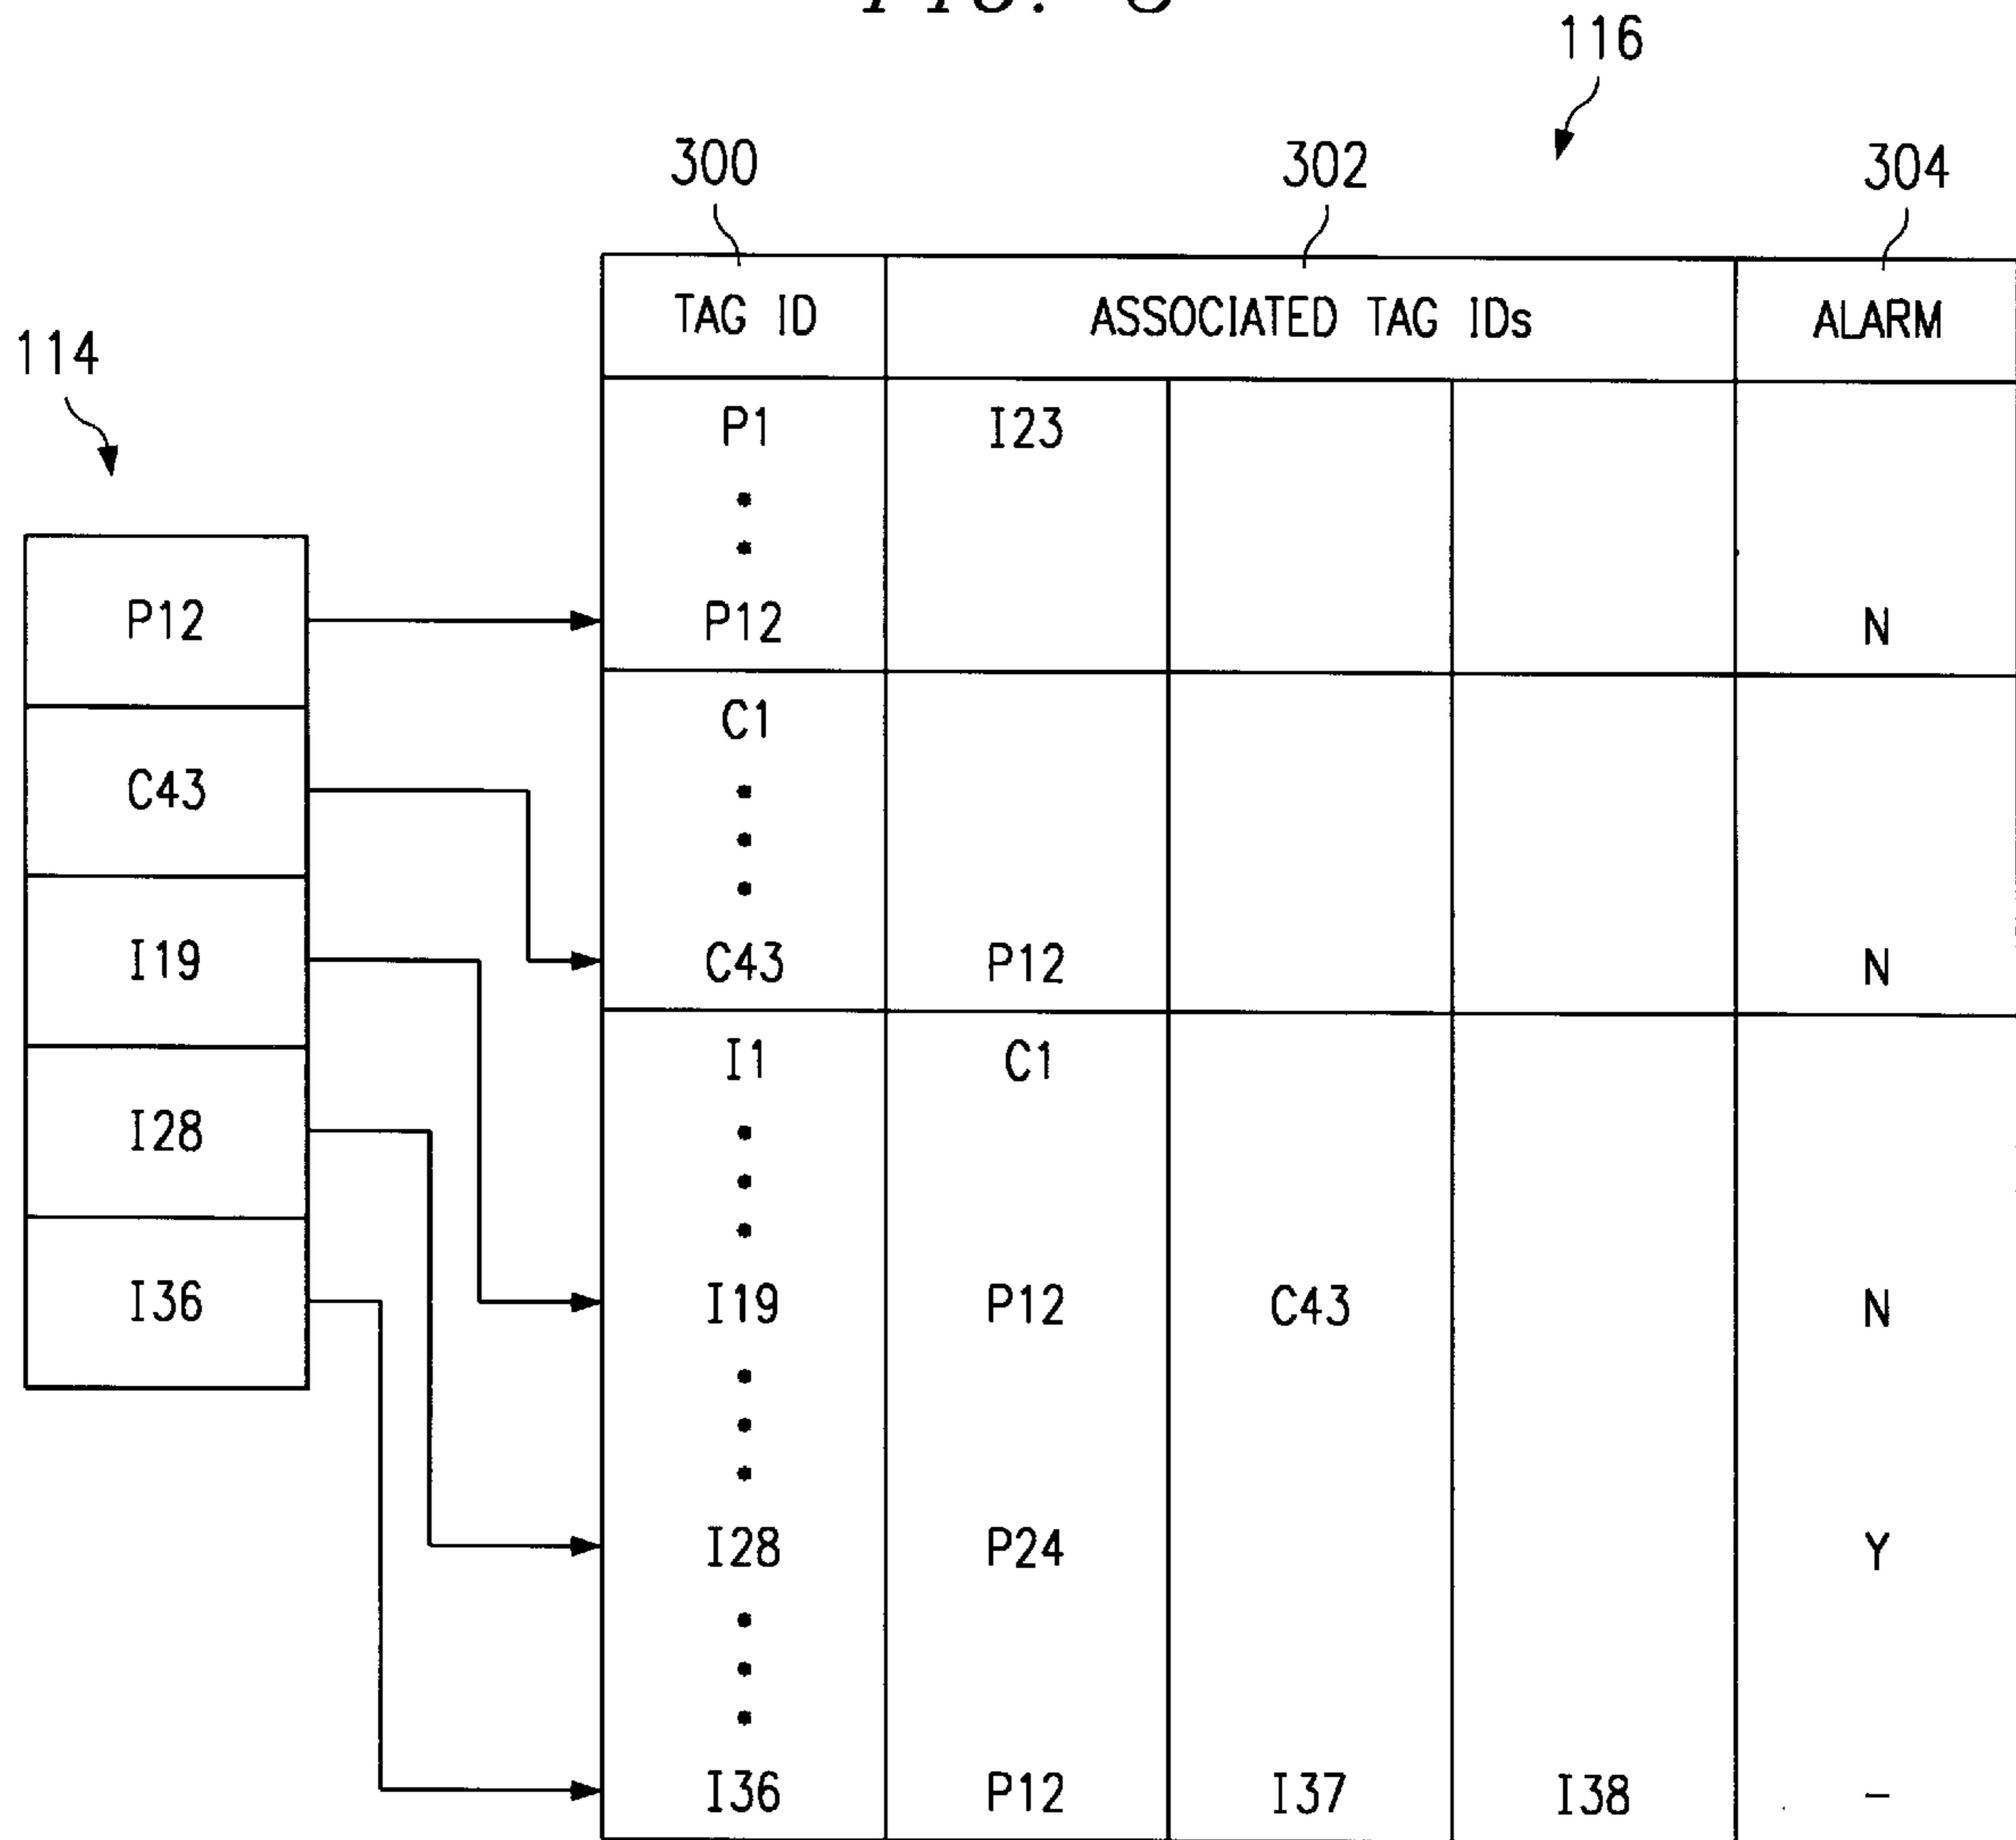 116
300 302 304
TAG ID ASSOCIATED TAG IDs ALARM
114
P1 I23
P12 P12 N
C1
C43
I19 C43 P12 N
I1 C1
I28
I36 I19 P12 C43 N
I28 P24 Y
I36 P12 I37 I38 –